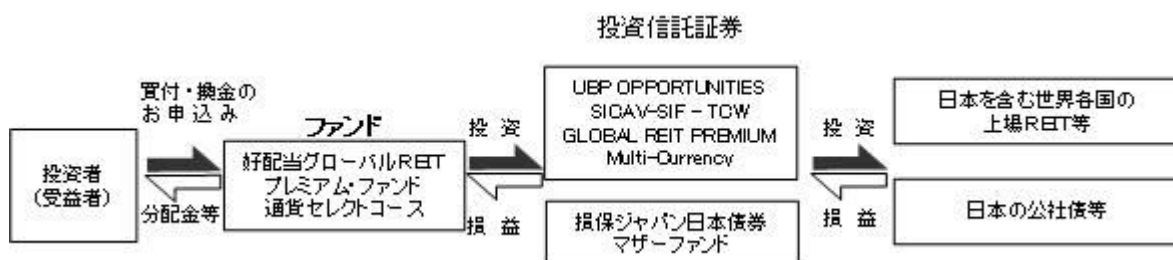 投資信託証券
買付・換金の
お申込み
分配金等
投資者
(受益者)
ファンド
好配当グローバルREIT
プレミアム・ファンド
通貨セレクトコース
投 資
損 益
UBP OPPORTUNITIES
SICAV-SIF - TCW
GLOBAL REIT PREMIUM
Multi-Currency
損保ジャパン日本債券
マザーファンド
投 資
損 益
日本を含む世界各国の
上場REIT等
日本の公社債等